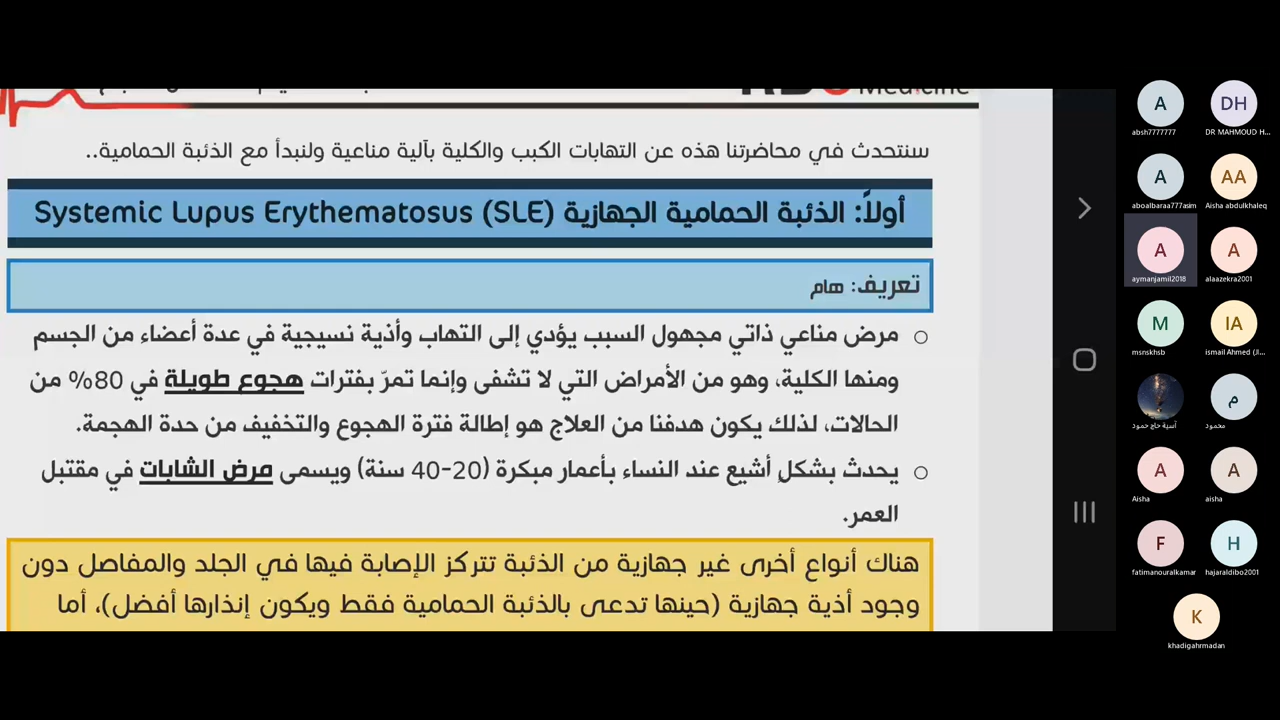 Medicine
سنتحدث في محاضرتنا هذه عن التهابات الكبب والكلية بآلية مناعية ولنبدأ مع الذئبة الحمامية..
أولاً: الذئبة الحمامية الجهازية Systemic Lupus Erythematosus (SLE)
تعريف: هام
○ مرض مناعي ذاتي مجهول السبب يؤدي إلى التهاب وأذية نسيجية في عدة أعضاء من الجسم
ومنها الكلية، وهو من الأمراض التي لا تشفى وإنما تمرّ بفترات هجوع طويلة في 80% من
الحالات، لذلك يكون هدفنا من العلاج هو إطالة فترة الهجوع والتخفيف من حدة الهجمة.
○ يحدث بشكلٍ أشيع عند النساء بأعمار مبكرة (20-40 سنة) ويسمى مرض الشابات في مقتبل
العمر.
هناك أنواع أخرى غير جهازية من الذئبة تتركز الإصابة فيها في الجلد والمفاصل دون
وجود أذية جهازية (حينها تدعى بالذئبة الحمامية فقط ويكون إنذارها أفضل)، أما
A
absh7777777
DH
DR MAHMOUD H...
A
aboalbaraa777asim
AA
Aisha abdulkhaleq
A
aymanjamil2018
A
alaazekra2001
M
msnskhsb
IA
ismail Ahmed (Jl...
آسية حاج حمود
م
محمود
A
Aisha
A
aisha
F
fatimanouralkamar
H
hajaraldibo2001
K
khadigahrmadan